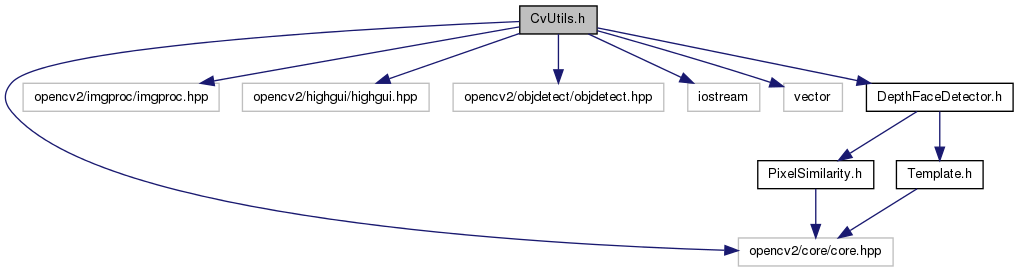 CvUtils.h
opencv2/imgproc/imgproc.hpp
opencv2/highgui/highgui.hpp
opencv2/objdetect/objdetect.hpp
iostream
vector
DepthFaceDetector.h
PixelSimilarity.h
Template.h
opencv2/core/core.hpp